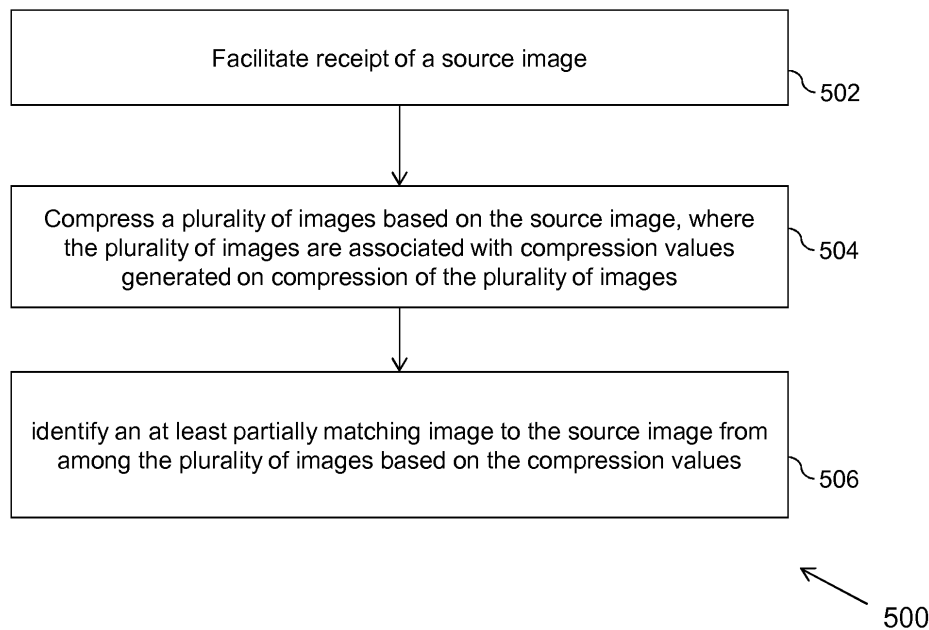 Facilitate receipt of a source image
502
Compress a plurality of images based on the source image, where
the plurality of images are associated with compression values
generated on compression of the plurality of images
504
identify an at least partially matching image to the source image from
among the plurality of images based on the compression values
506
500